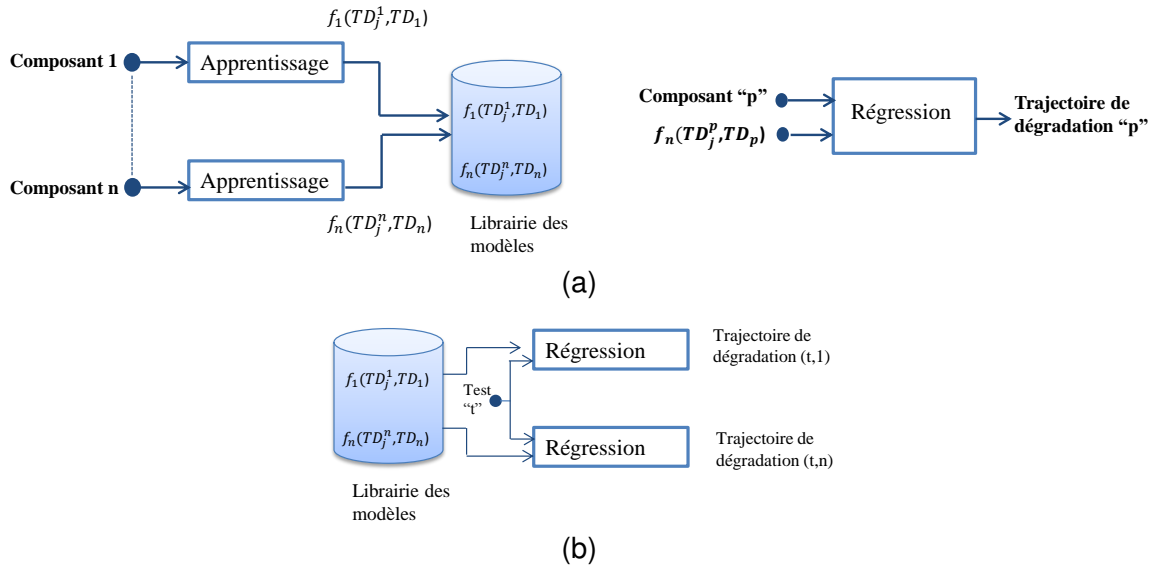 f₁(TD_j^1,TD₁)
Composant 1
Apprentissage
f₁(TD_j^1,TD₁)
fₙ(TD_j^n,TDₙ)
Composant n
Apprentissage
fₙ(TD_j^n,TDₙ)
Librairie des
modèles
Composant “p”
fₙ(TD_j^p,TD_p)
Régression
Trajectoire de
dégradation “p”
(a)
f₁(TD_j^1,TD₁)
fₙ(TD_j^n,TDₙ)
Librairie des
modèles
Test
“t”
Régression
Trajectoire de
dégradation (t,1)
Régression
Trajectoire de
dégradation (t,n)
(b)